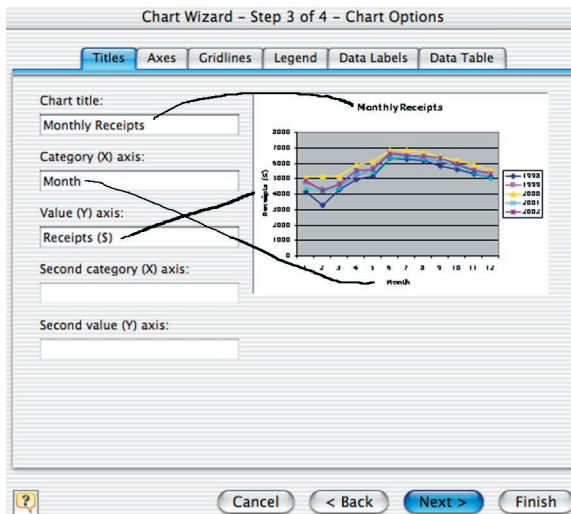 Chart Wizard – Step 3 of 4 – Chart Options
Titles Axes Gridlines Legend Data Labels Data Table
Chart title:
Monthly Receipts
Category (X) axis:
Month
Value (Y) axis:
Receipts ($)
Second category (X) axis:
Second value (Y) axis:
Monthly Receipts
Receipts ($)
8000
7000
6000
5000
4000
3000
2000
1000
0
1 2 3 4 5 6 7 8 9 10 11 12
Month
1998
1999
2000
2001
2002
?
Cancel < Back Next > Finish